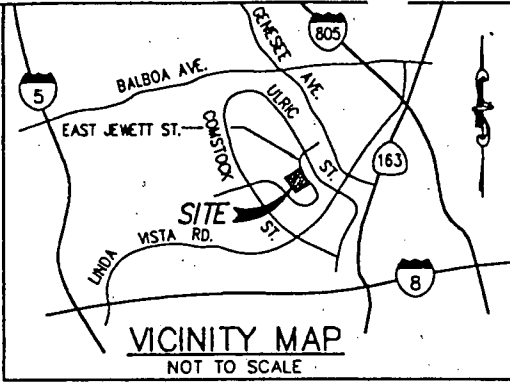 GENESEE AVE.
805
5
BALBOA AVE.
ULRIC ST.
EAST JEWETT ST.
COMSTOCK ST.
163
SITE
LINDA VISTA RD.
8
VICINITY MAP
NOT TO SCALE